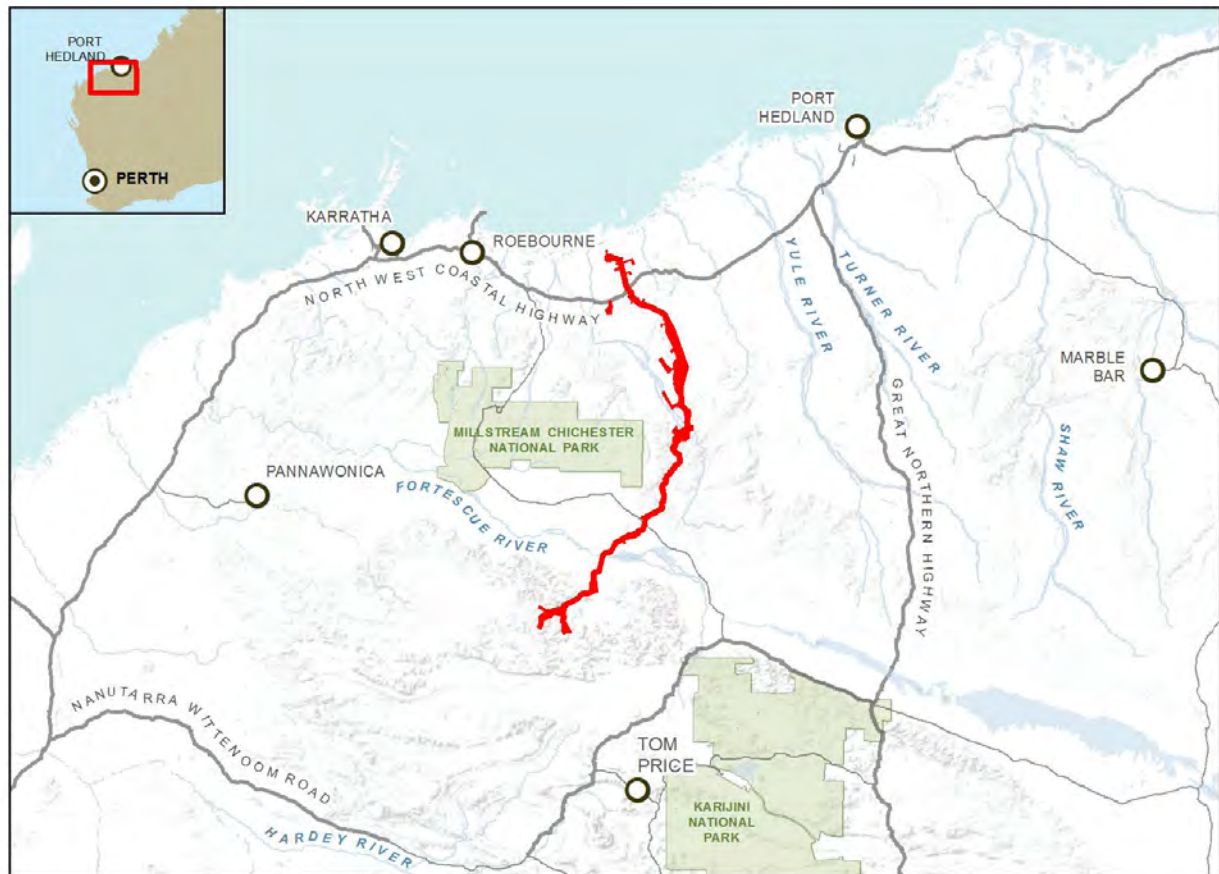 PORT
HEDLAND
PERTH
PORT
HEDLAND
KARRATHA
ROEBOURNE
NORTH WEST COASTAL HIGHWAY
YULE RIVER
TURNER RIVER
MARBLE
BAR
MILLSTREAM CHICHESTER
NATIONAL PARK
PANNAWONICA
FORTESCUE RIVER
GREAT NORTHERN HIGHWAY
SHAW RIVER
NANUTARRA WITTENOOM ROAD
TOM
PRICE
KARIJINI
NATIONAL
PARK
HARDEY RIVER